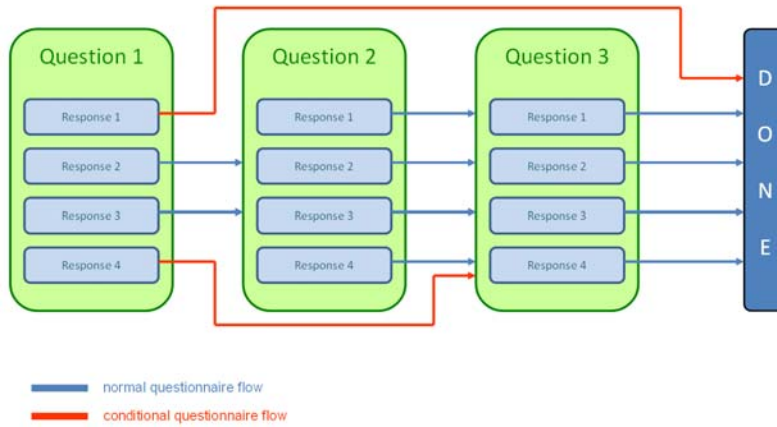 Question 1
Response 1
Response 2
Response 3
Response 4
Question 2
Response 1
Response 2
Response 3
Response 4
Question 3
Response 1
Response 2
Response 3
Response 4
D
O
N
E
normal questionnaire flow
conditional questionnaire flow